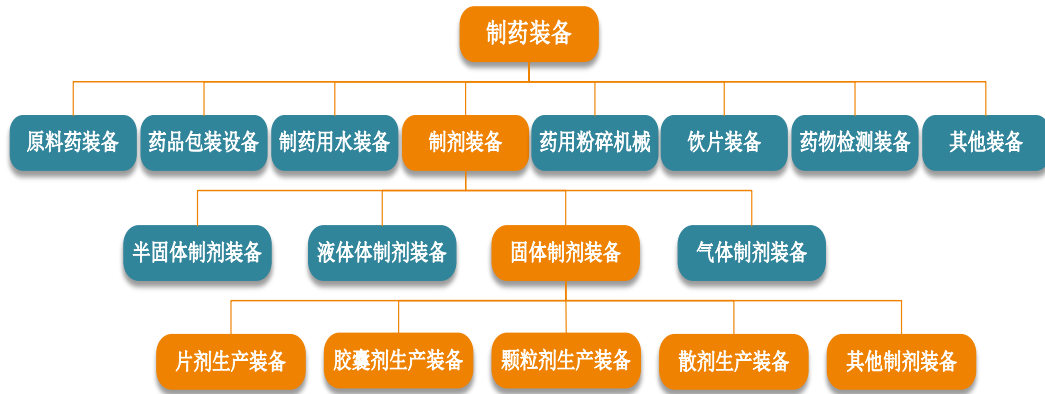 制药装备
原料药装备
药品包装设备
制药用水装备
制剂装备
药用粉碎机械
饮片装备
药物检测装备
其他装备
半固体制剂装备
液体体制剂装备
固体制剂装备
气体制剂装备
片剂生产装备
胶囊剂生产装备
颗粒剂生产装备
散剂生产装备
其他制剂装备